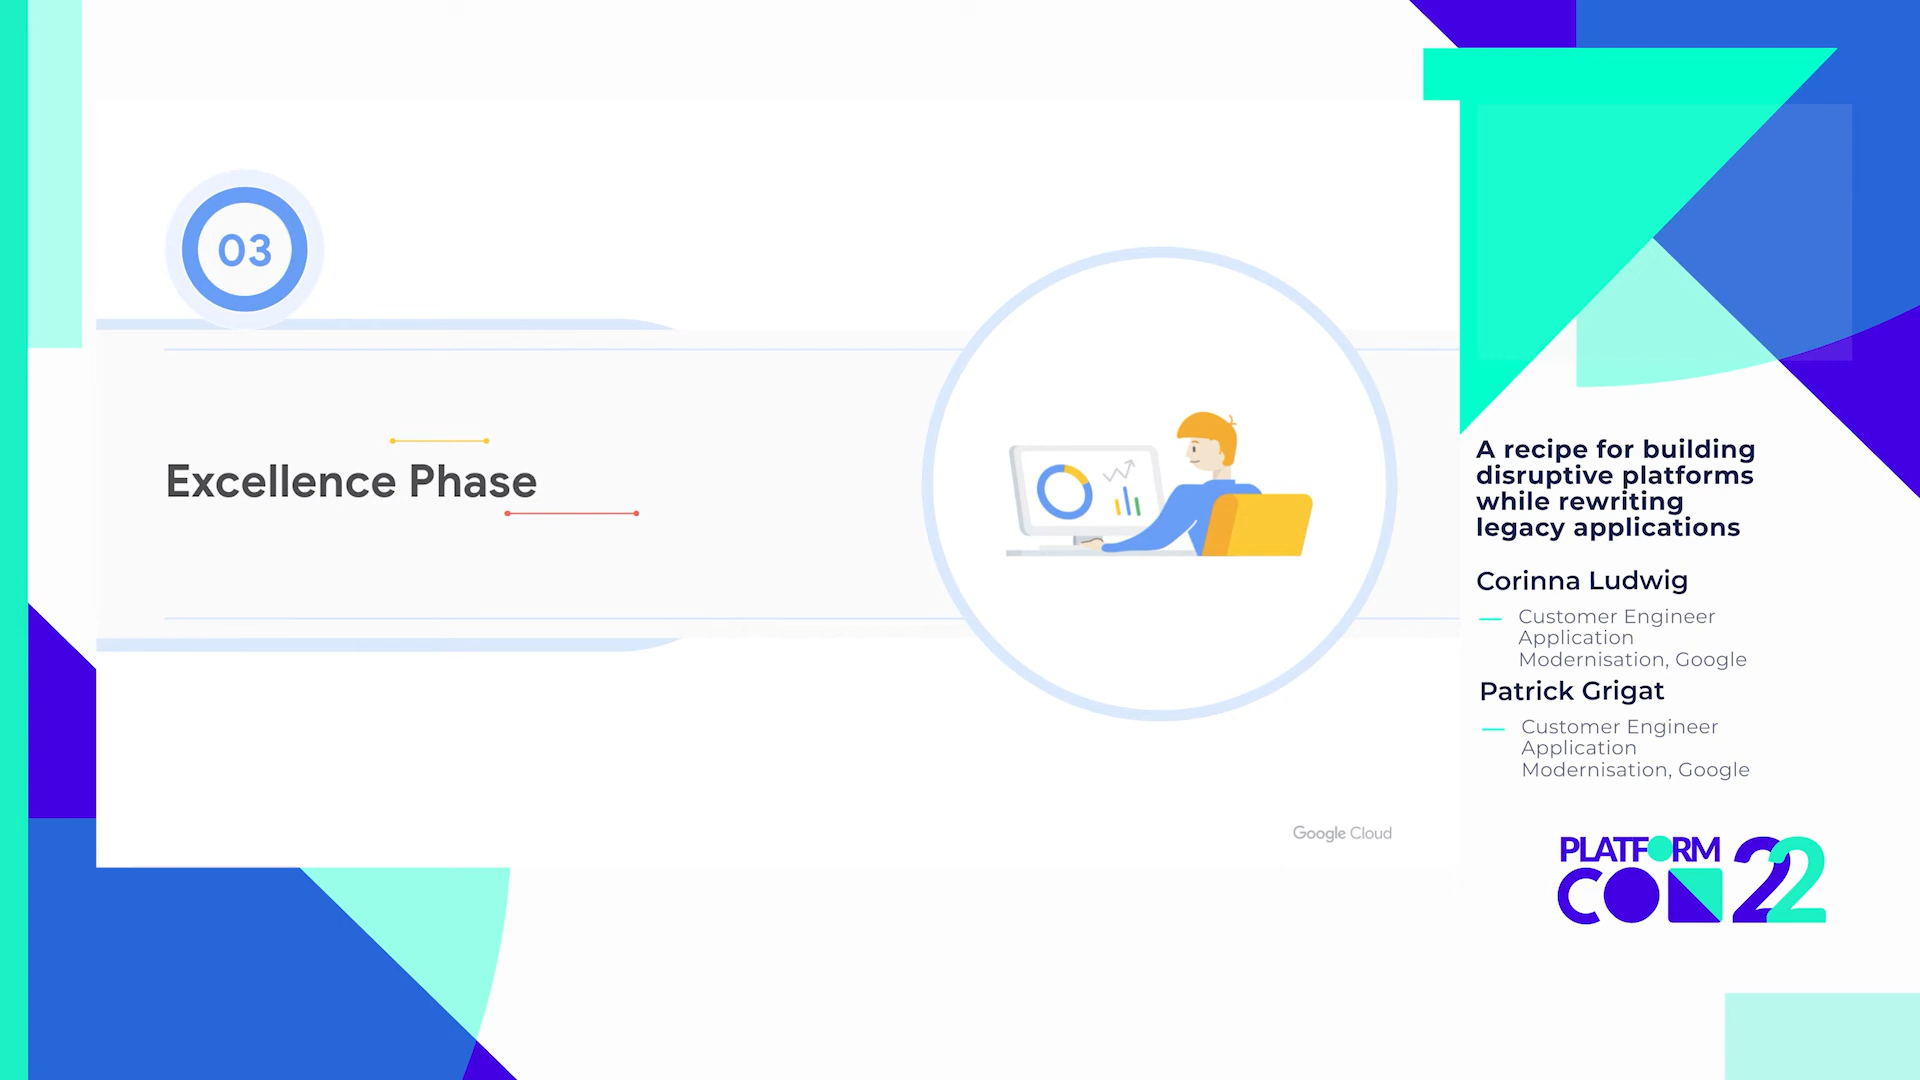 03
Excellence Phase
Google Cloud
A recipe for building
disruptive platforms
while rewriting
legacy applications
Corinna Ludwig
Customer Engineer
Application
Modernisation, Google
Patrick Grigat
Customer Engineer
Application
Modernisation, Google
PLATFORM
CON 22